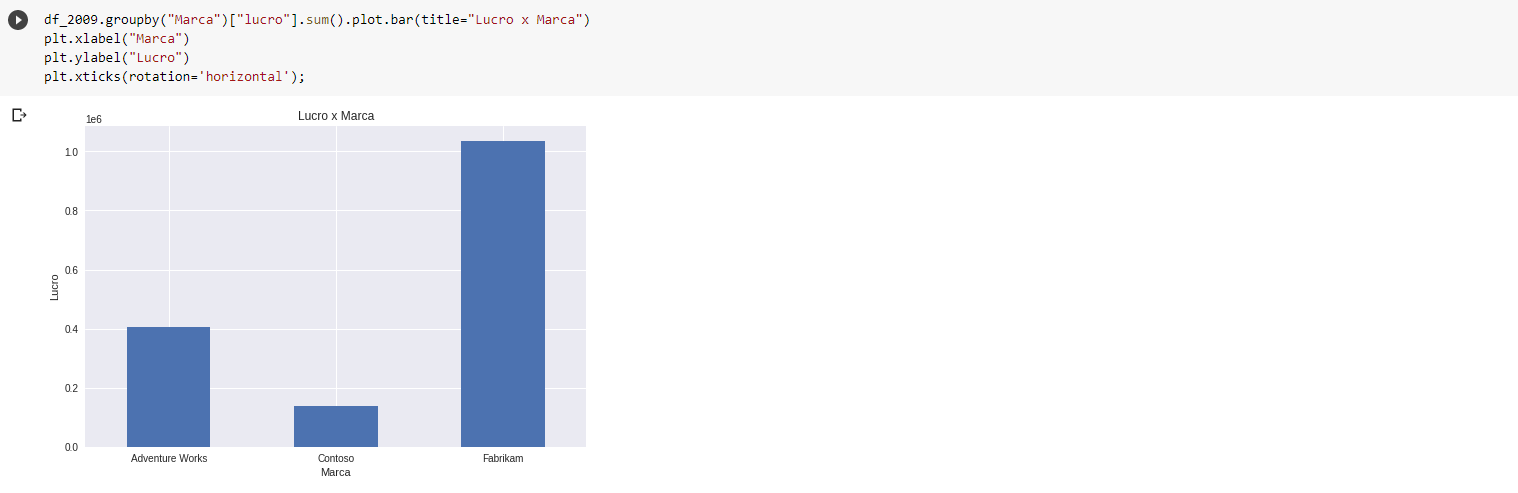 df_2009.groupby("Marca")["lucro"].sum().plot.bar(title="Lucro x Marca")
plt.xlabel("Marca")
plt.ylabel("Lucro")
plt.xticks(rotation='horizontal');
Lucro x Marca
1e6
1.0
0.8
0.6
0.4
0.2
0.0
Lucro
Adventure Works Contoso Fabrikam
Marca